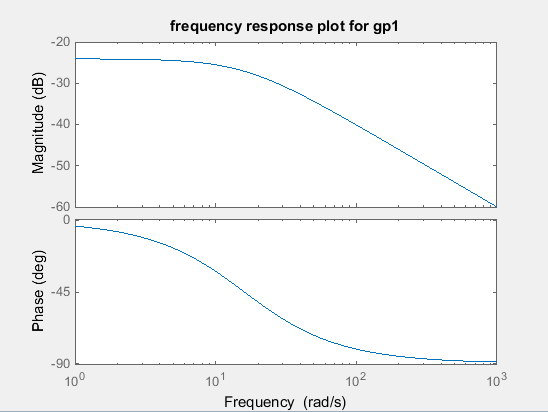 frequency response plot for gp1
Magnitude (dB)
-20
-30
-40
-50
-60
Phase (deg)
0
-45
-90
10^0 10^1 10^2 10^3
Frequency (rad/s)